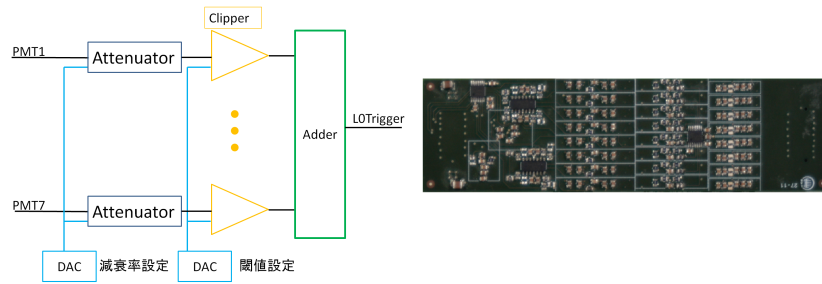 Clipper
PMT1
Attenuator
L0Trigger
Adder
PMT7
Attenuator
DAC
減衰率設定
DAC
閾値設定